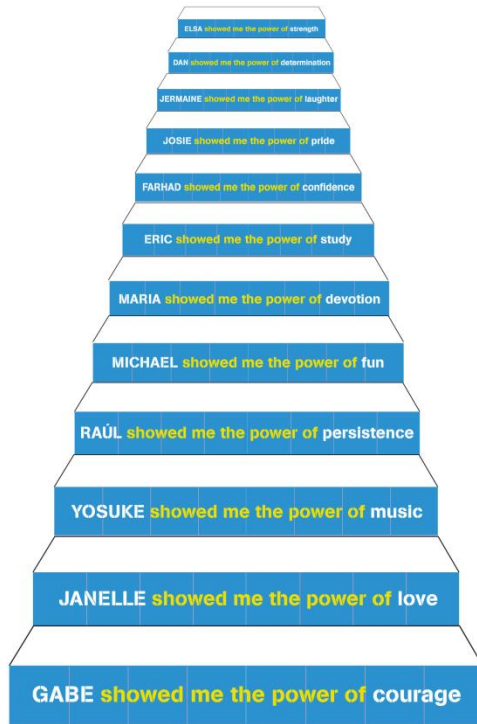 ELSA showed me the power of strength
DAN showed me the power of determination
JERMAINE showed me the power of laughter
JOSIE showed me the power of pride
FARHAD showed me the power of confidence
ERIC showed me the power of study
MARIA showed me the power of devotion
MICHAEL showed me the power of fun
RAÚL showed me the power of persistence
YOSUKE showed me the power of music
JANELLE showed me the power of love
GABE showed me the power of courage